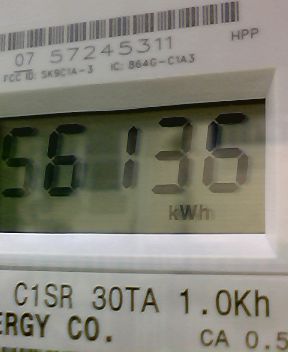 HPP
07 57245311
FCC ID: SK9C1A-3 IC: 864G-C1A3
56136
kWh
C1SR 30TA 1.0Kh
ERGY CO. CA 0.5